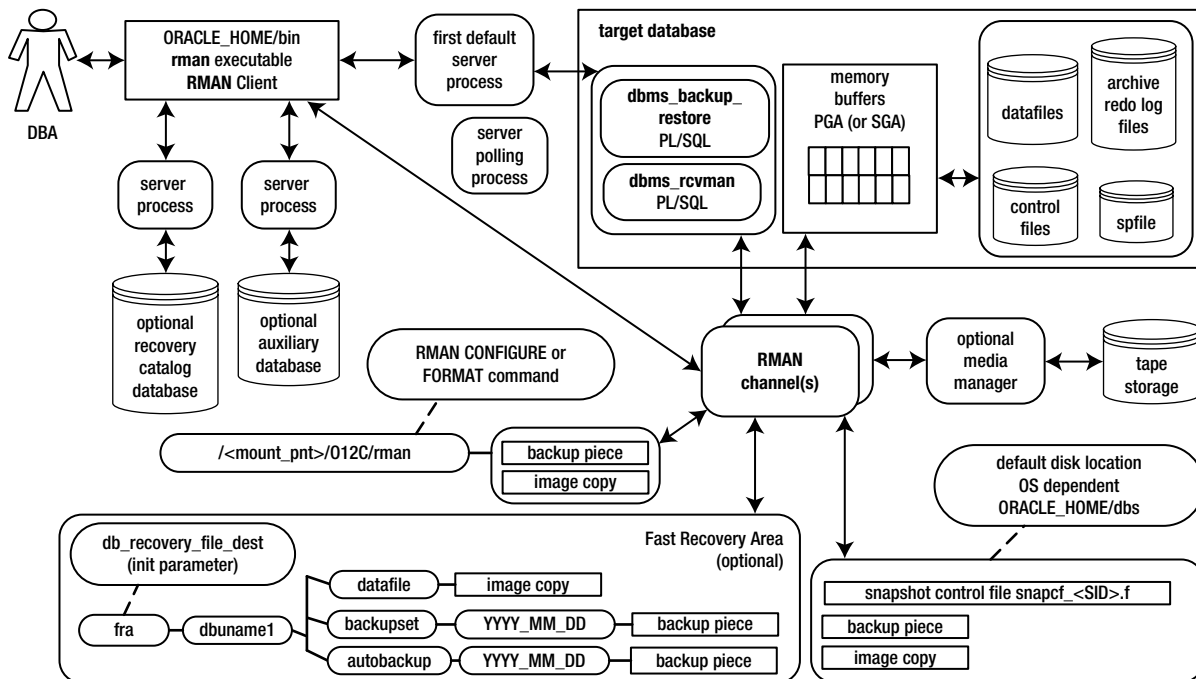 DBA
ORACLE_HOME/bin
rman executable
RMAN Client
first default
server
process
server
polling
process
target database
dbms_backup_
restore
PL/SQL
dbms_rcvman
PL/SQL
memory
buffers
PGA (or SGA)
datafiles
archive
redo log
files
control
files
spfile
server
process
server
process
optional
recovery
catalog
database
optional
auxiliary
database
RMAN CONFIGURE or
FORMAT command
RMAN
channel(s)
optional
media
manager
tape
storage
/<mount_pnt>/O12C/rman
backup piece
image copy
default disk location
OS dependent
ORACLE_HOME/dbs
db_recovery_file_dest
(init parameter)
Fast Recovery Area
(optional)
fra
dbuname1
datafile
image copy
backupset
YYYY_MM_DD
backup piece
autobackup
YYYY_MM_DD
backup piece
snapshot control file snapcf_<SID>.f
backup piece
image copy